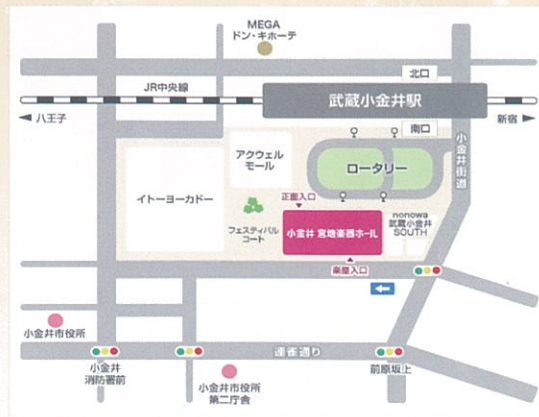 MEGA
ドン・キホーテ
北口
JR中央線
武蔵小金井駅
八王子
新宿
南口
小金井街道
アクウェル
モール
ロータリー
イトーヨーカドー
正面入口
フェスティバル
コート
小金井 宮地楽器ホール
nonowa
武蔵小金井
SOUTH
楽屋入口
小金井市役所
連雀通り
小金井
消防署前
前原坂上
小金井市役所
第二庁舎